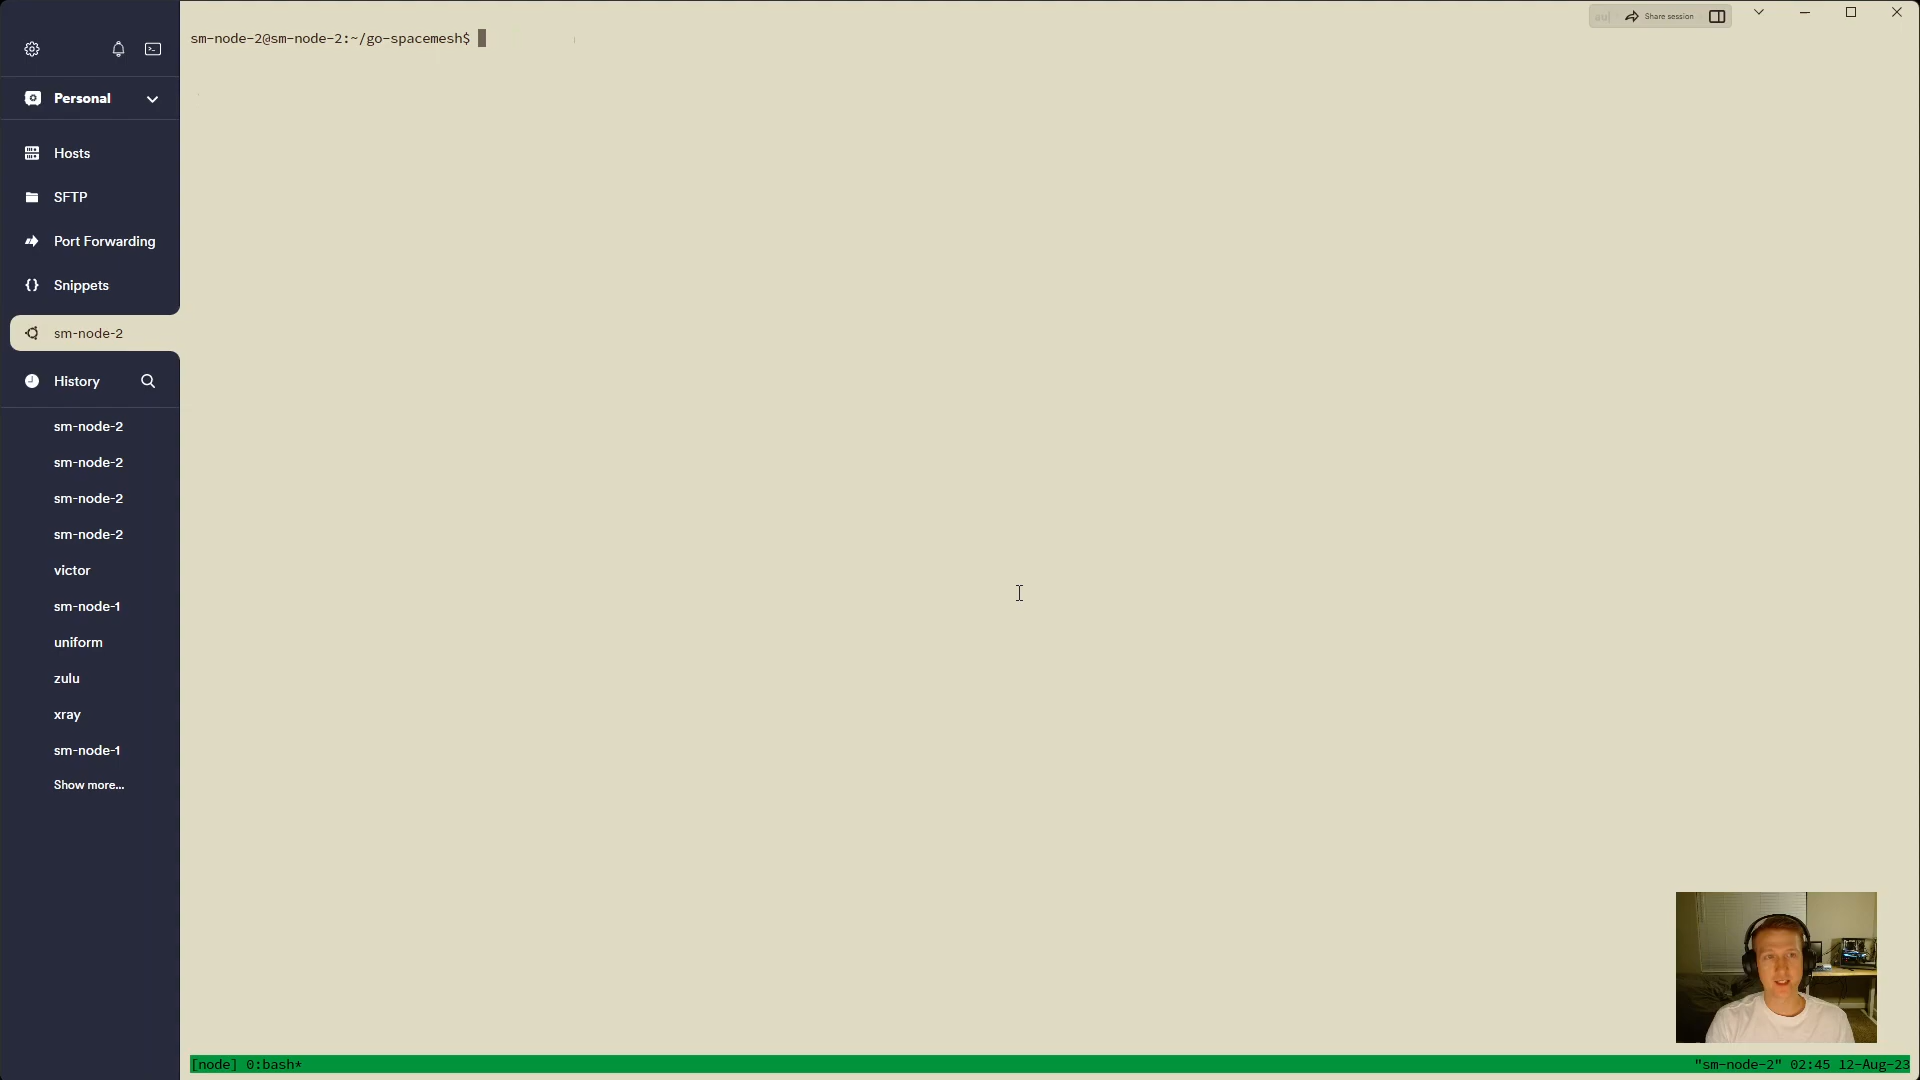 Share session
sm-node-2@sm-node-2:~/go-spacemesh$
Personal
Hosts
SFTP
Port Forwarding
Snippets
sm-node-2
History
sm-node-2
sm-node-2
sm-node-2
sm-node-2
victor
sm-node-1
uniform
zulu
xray
sm-node-1
Show more...
[node] 0:bash* "sm-node-2" 02:45 12-Aug-23